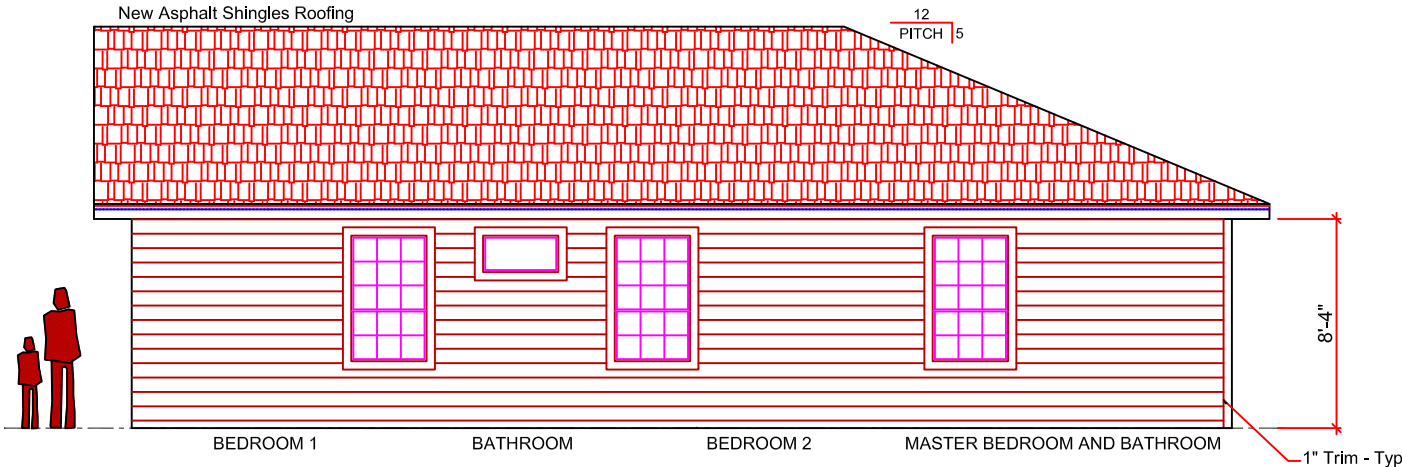 New Asphalt Shingles Roofing
12
PITCH 5
8'-4"
BEDROOM 1 BATHROOM BEDROOM 2 MASTER BEDROOM AND BATHROOM
1" Trim - Typ